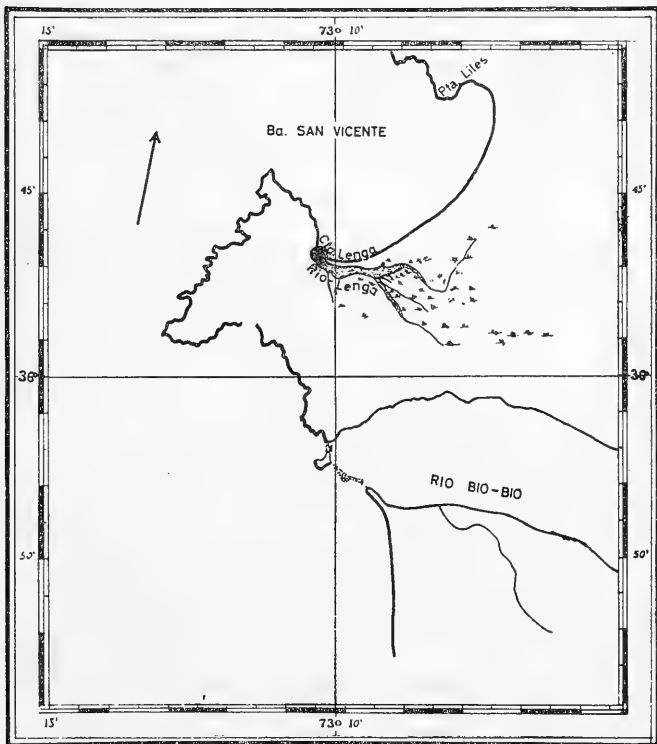 15'
73 10'
Pta. Liles
Ba. SAN VICENTE
45'
45'
Cta Lenga
Rio Lenga
36°
36°
RIO BIO-BIO
50'
50'
15'
73 10'